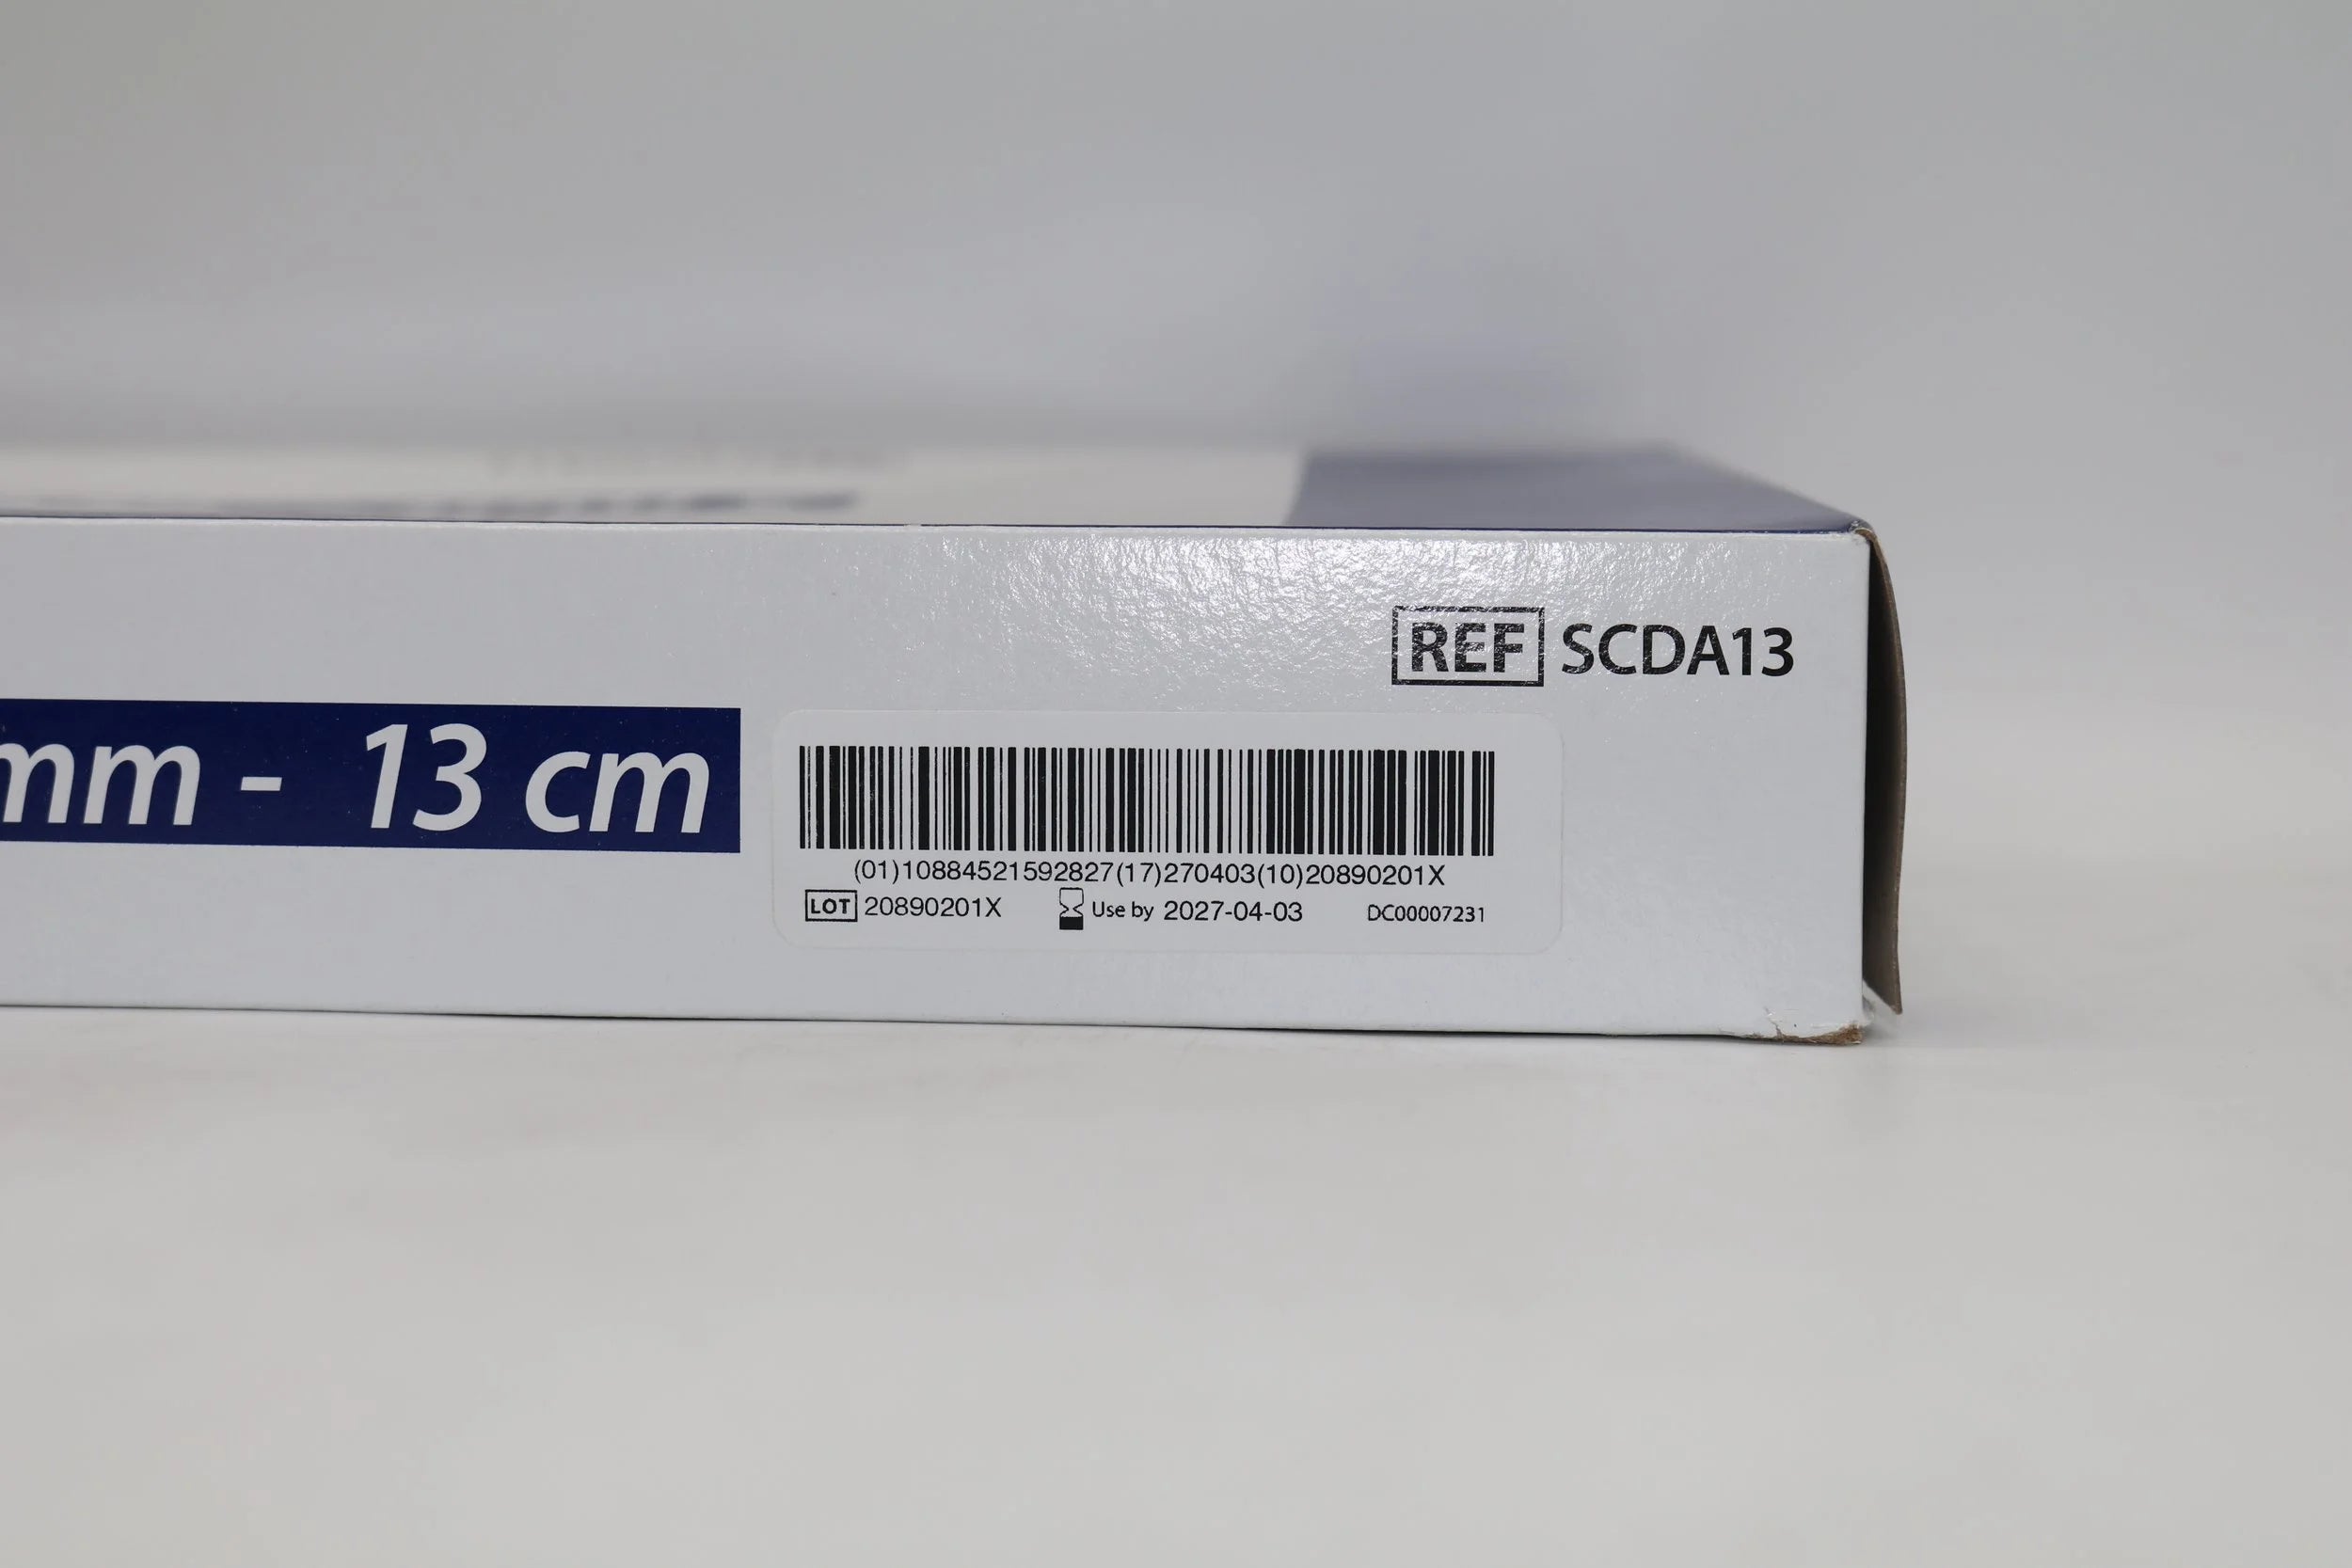 REF SCDA13
mm - 13 cm
(01)10884521592827(17)270403(10)20890201X
LOT 20890201X Use by 2027-04-03 DC00007231